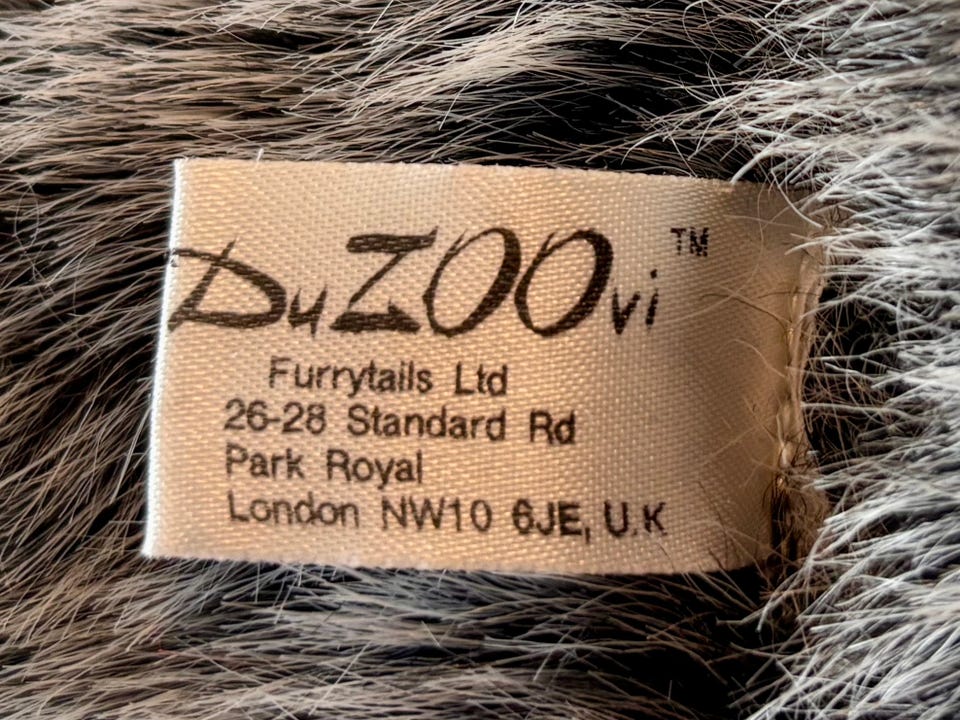 DuZOOvi™
Furrytails Ltd
26-28 Standard Rd
Park Royal
London NW10 6JE, U.K